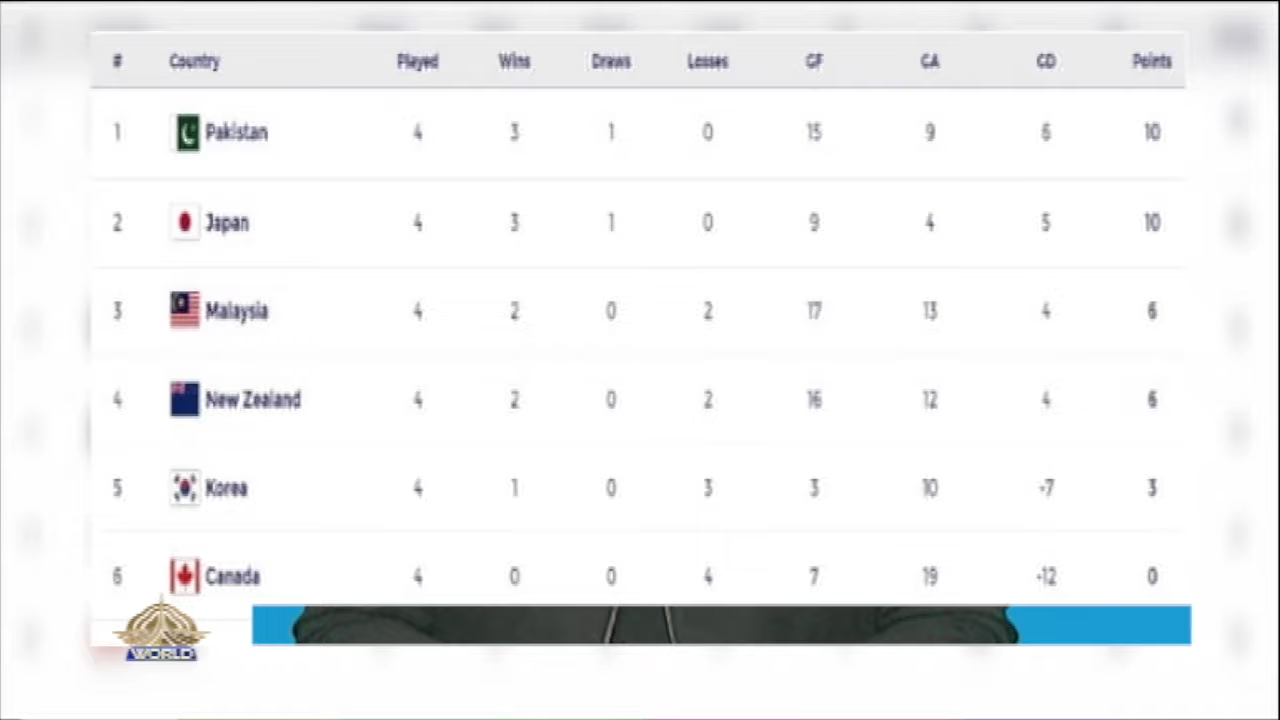 # Country Played Wins Draws Losses GF GA GD Points
1 Pakistan 4 3 1 0 15 9 6 10
2 Japan 4 3 1 0 9 4 5 10
3 Malaysia 4 2 0 2 17 13 4 6
4 New Zealand 4 2 0 2 16 12 4 6
5 Korea 4 1 0 3 3 10 -7 3
6 Canada 4 0 0 4 7 19 -12 0
WORLD